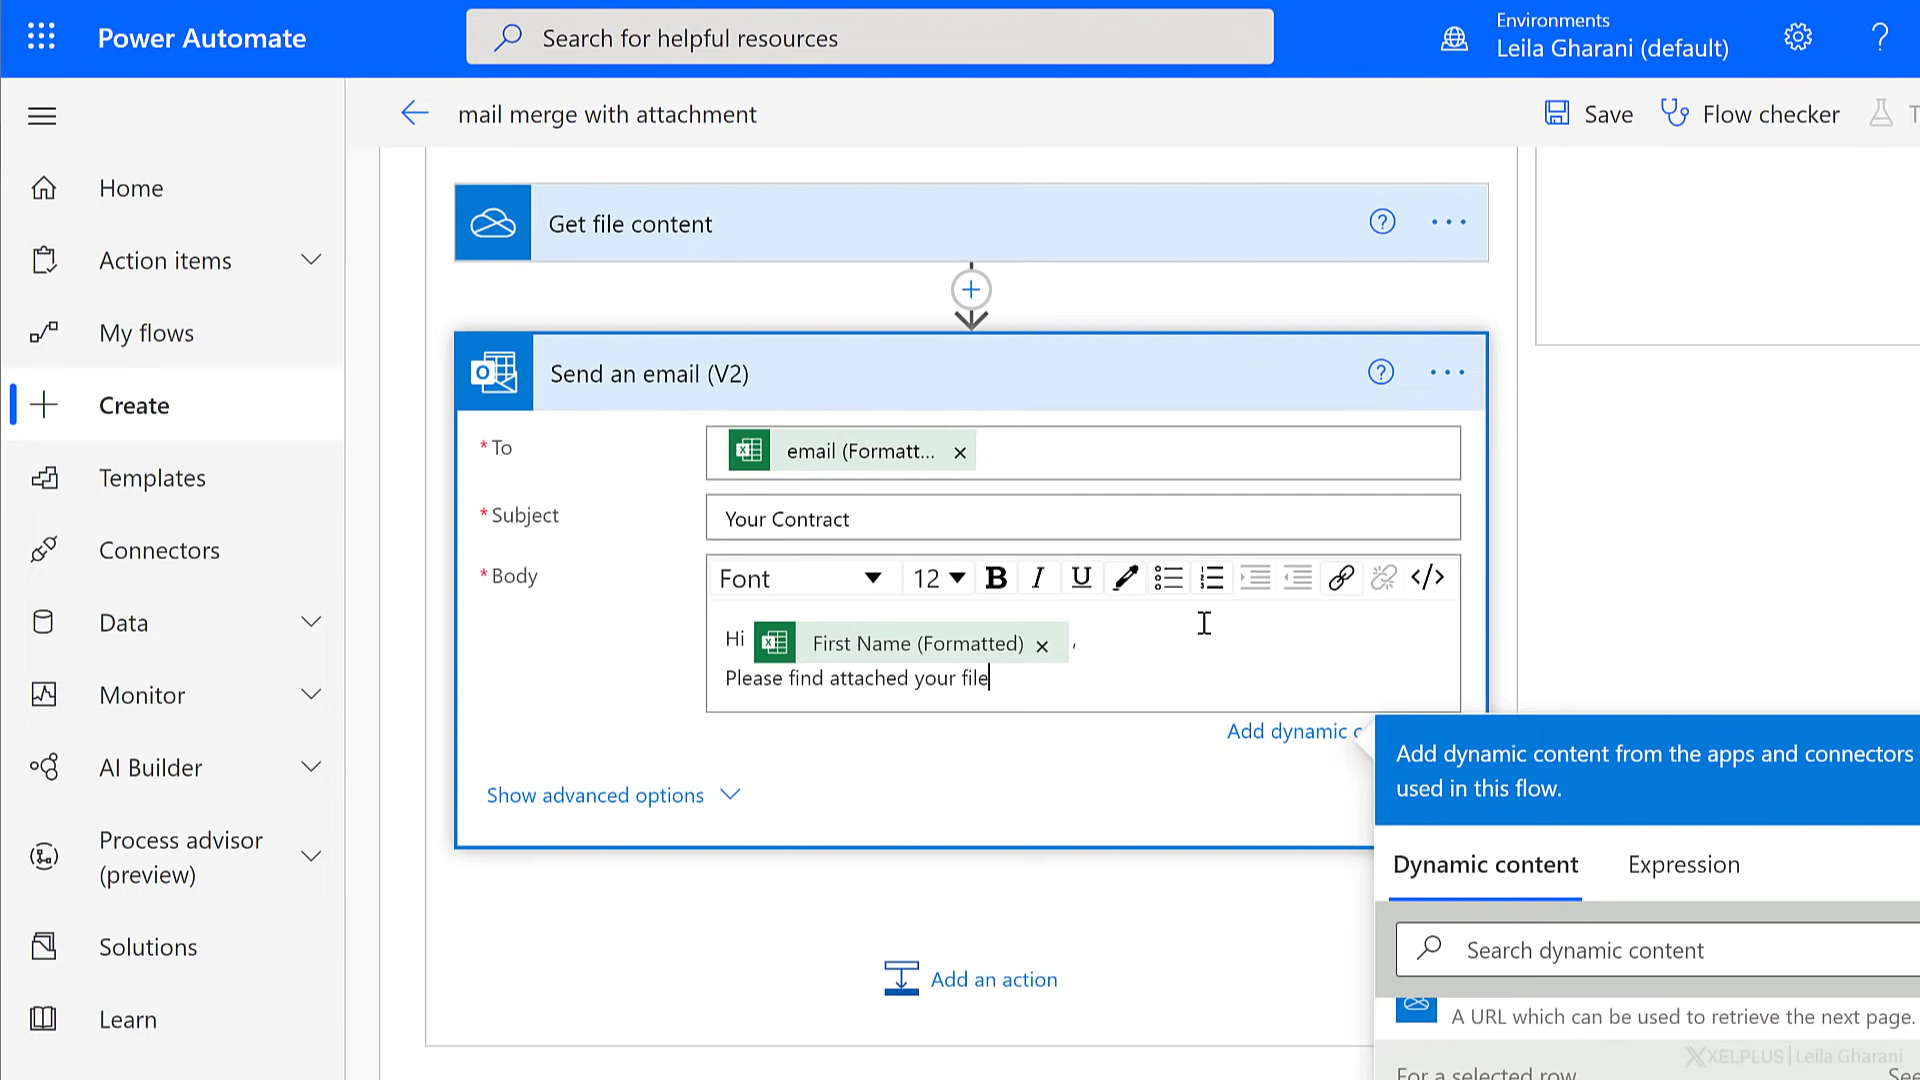 Power Automate
Search for helpful resources
Environments
Leila Gharani (default)
?
mail merge with attachment
Save
Flow checker
T
Home
Action items
My flows
Create
Templates
Connectors
Data
Monitor
AI Builder
Process advisor
(preview)
Solutions
Learn
Get file content
?
Send an email (V2)
?
* To
email (Formatt... ×
* Subject
Your Contract
* Body
Font 12 B I U </>
Hi First Name (Formatted) × ,
Please find attached your file
Add dynamic c
Show advanced options
Add an action
Add dynamic content from the apps and connectors
used in this flow.
Dynamic content
Expression
Search dynamic content
A URL which can be used to retrieve the next page.
XELPLUS | Leila Gharani
For a selected row
See